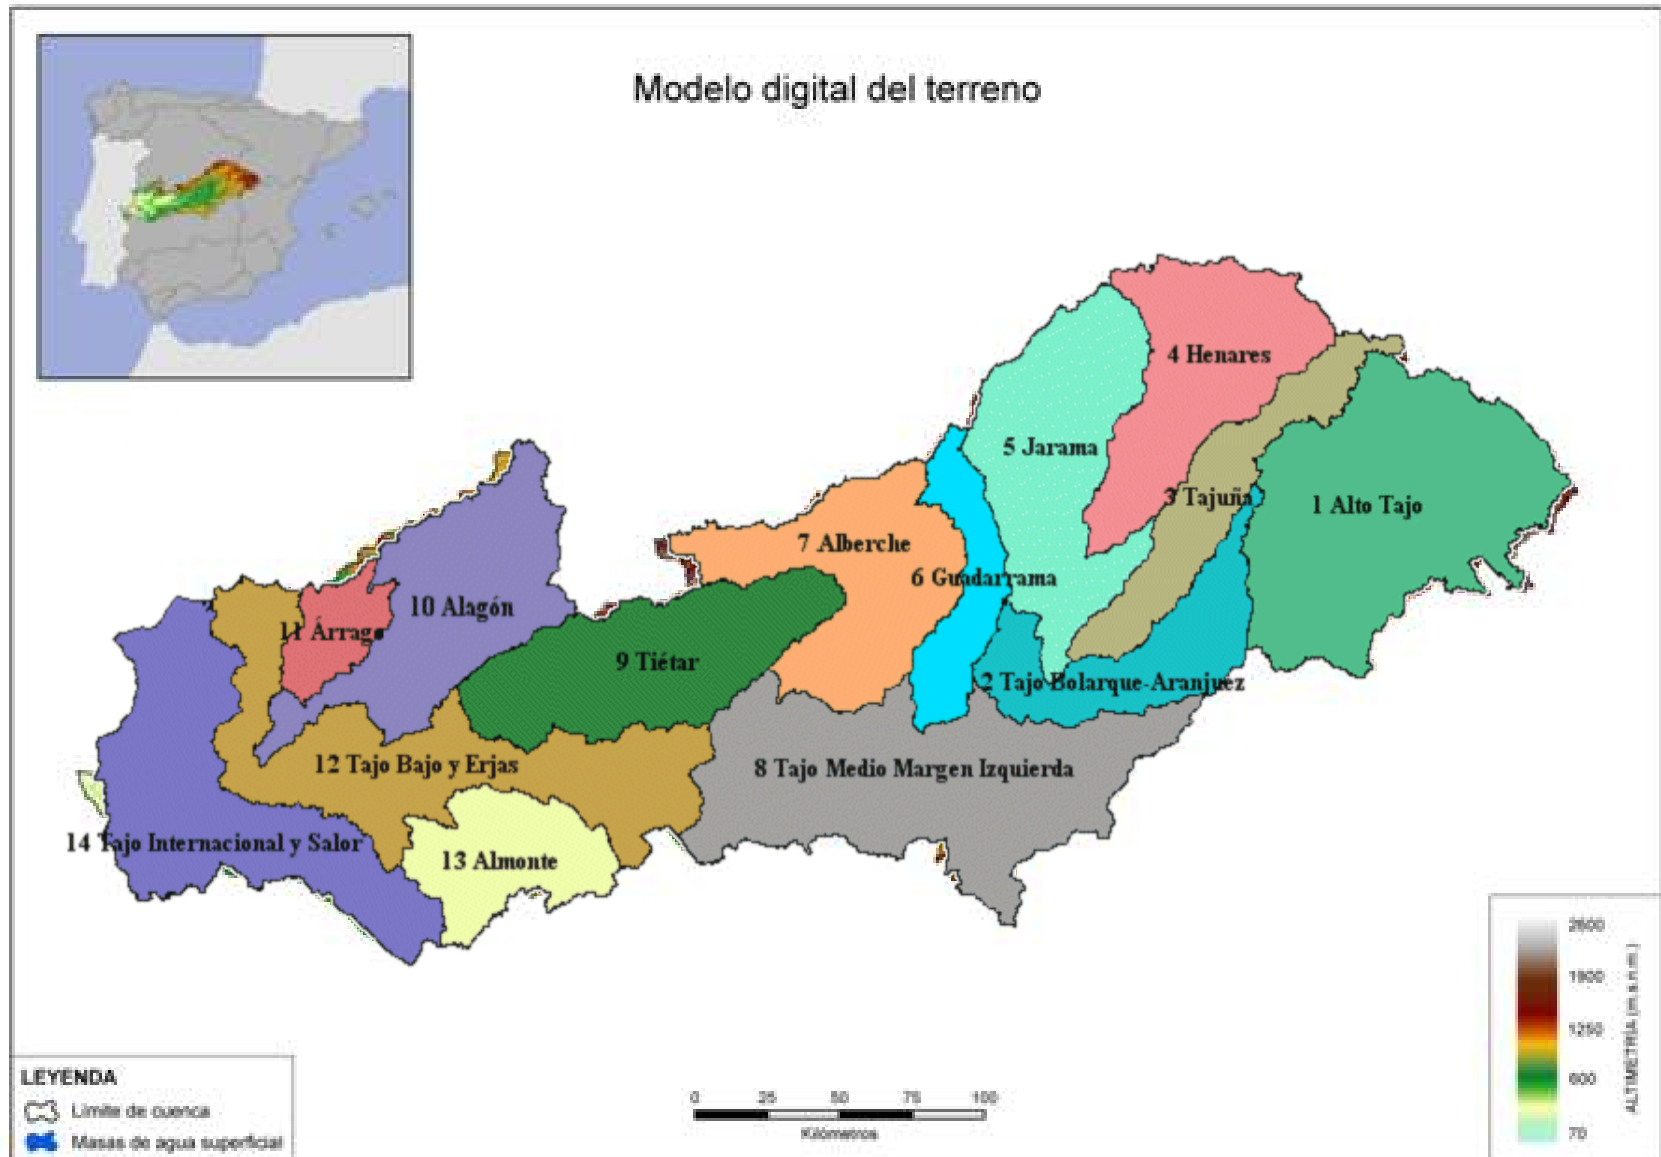 Modelo digital del terreno
4 Henares
5 Jarama
3 Tajuña
1 Alto Tajo
7 Alberche
6 Guadarrama
10 Alagón
11 Árrago
9 Tiétar
2 Tajo Bolarque-Aranjuez
12 Tajo Bajo y Erjas
8 Tajo Medio Margen Izquierda
14 Tajo Internacional y Salor
13 Almonte
2600
1900
1250
600
70
ALTIMETRÍA (m.s.n.m.)
LEYENDA
Límite de cuenca
Masas de agua superficial
0 25 50 75 100
Kilómetros